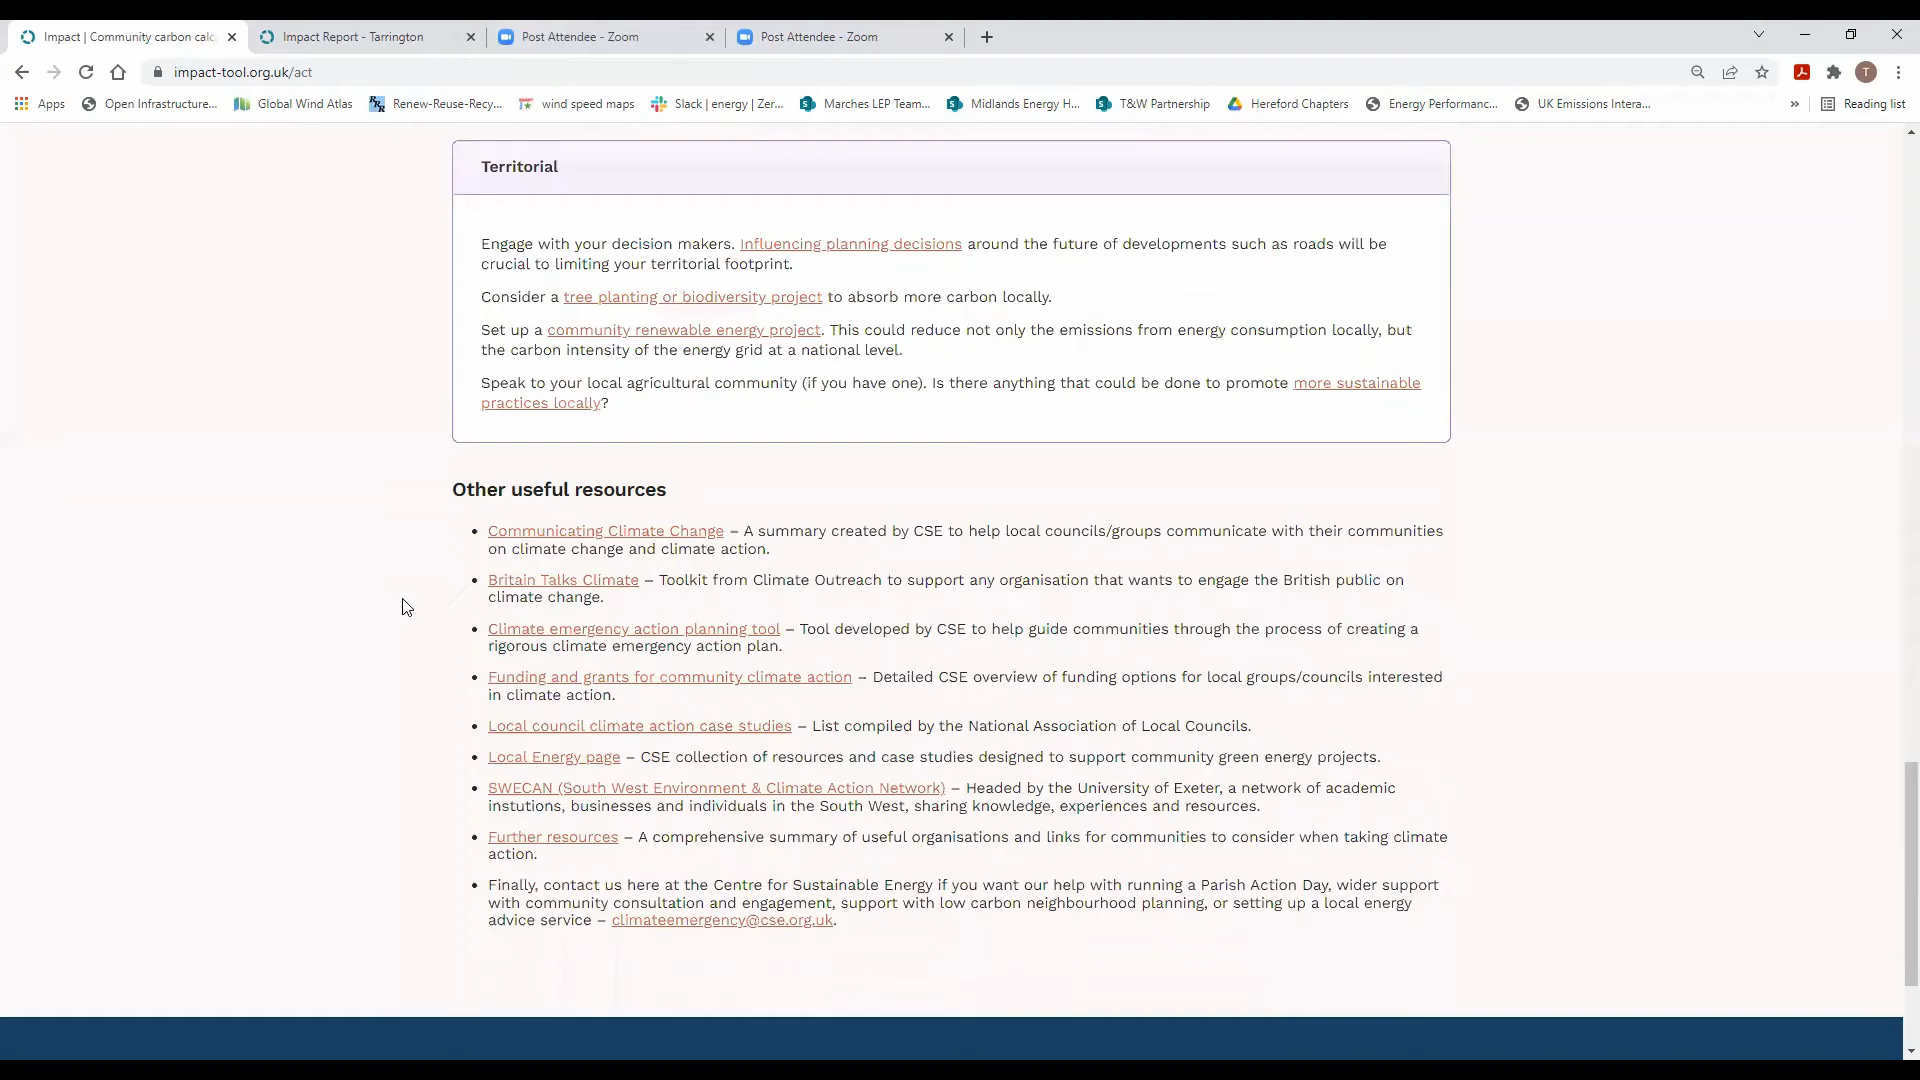 Impact | Community carbon calc
Impact Report - Tarrington
Post Attendee - Zoom
Post Attendee - Zoom
impact-tool.org.uk/act
T
Apps
Open Infrastructure...
Global Wind Atlas
Renew-Reuse-Recy...
wind speed maps
Slack | energy | Zer...
Marches LEP Team...
Midlands Energy H...
T&W Partnership
Hereford Chapters
Energy Performanc...
UK Emissions Intera...
»
Reading list
Territorial
Engage with your decision makers. Influencing planning decisions around the future of developments such as roads will be
crucial to limiting your territorial footprint.
Consider a tree planting or biodiversity project to absorb more carbon locally.
Set up a community renewable energy project. This could reduce not only the emissions from energy consumption locally, but
the carbon intensity of the energy grid at a national level.
Speak to your local agricultural community (if you have one). Is there anything that could be done to promote more sustainable
practices locally?
Other useful resources
• Communicating Climate Change – A summary created by CSE to help local councils/groups communicate with their communities
on climate change and climate action.
• Britain Talks Climate – Toolkit from Climate Outreach to support any organisation that wants to engage the British public on
climate change.
• Climate emergency action planning tool – Tool developed by CSE to help guide communities through the process of creating a
rigorous climate emergency action plan.
• Funding and grants for community climate action – Detailed CSE overview of funding options for local groups/councils interested
in climate action.
• Local council climate action case studies – List compiled by the National Association of Local Councils.
• Local Energy page – CSE collection of resources and case studies designed to support community green energy projects.
• SWECAN (South West Environment & Climate Action Network) – Headed by the University of Exeter, a network of academic
instutions, businesses and individuals in the South West, sharing knowledge, experiences and resources.
• Further resources – A comprehensive summary of useful organisations and links for communities to consider when taking climate
action.
• Finally, contact us here at the Centre for Sustainable Energy if you want our help with running a Parish Action Day, wider support
with community consultation and engagement, support with low carbon neighbourhood planning, or setting up a local energy
advice service – climateemergency@cse.org.uk.